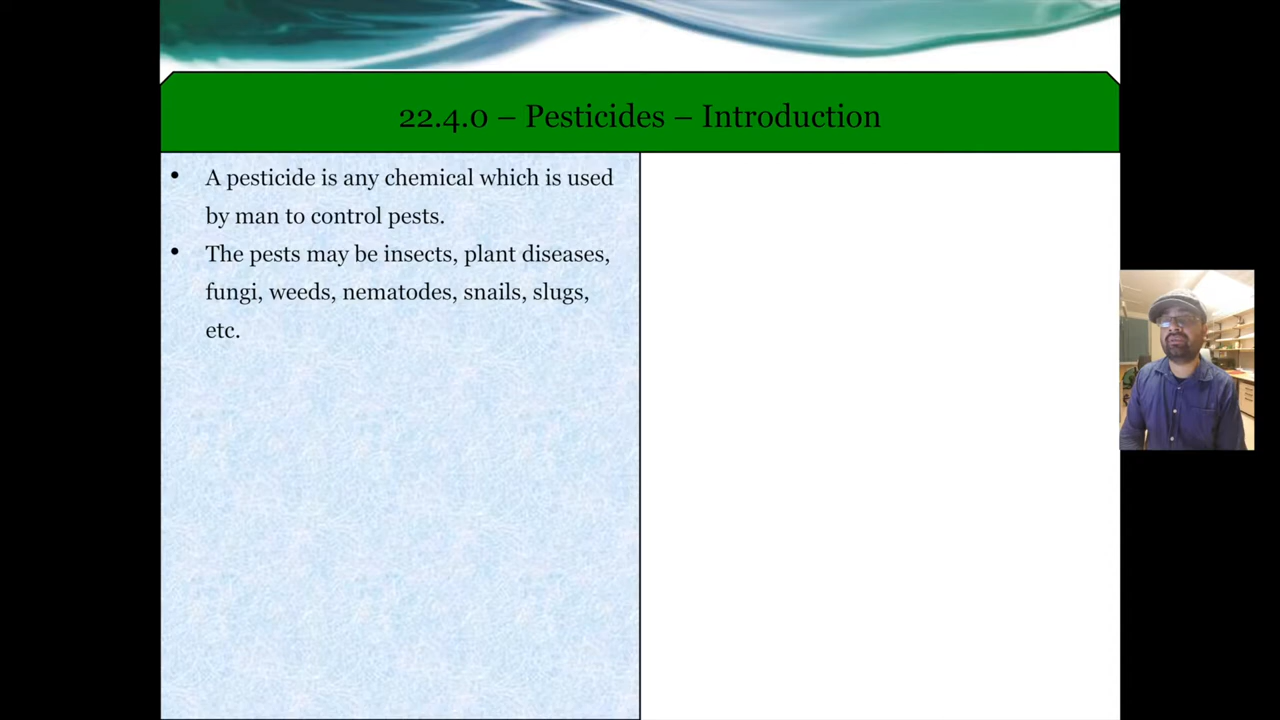 22.4.0 – Pesticides – Introduction
• A pesticide is any chemical which is used
by man to control pests.
• The pests may be insects, plant diseases,
fungi, weeds, nematodes, snails, slugs,
etc.